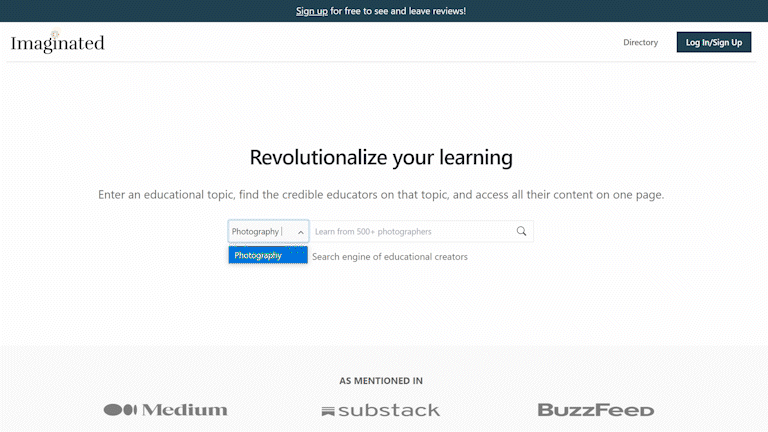 Sign up for free to see and leave reviews!
Imaginated
Directory
Log In/Sign Up
Revolutionalize your learning
Enter an educational topic, find the credible educators on that topic, and access all their content on one page.
Photography
Learn from 500+ photographers
Photography
Search engine of educational creators
AS MENTIONED IN
Medium
substack
BuzzFeed